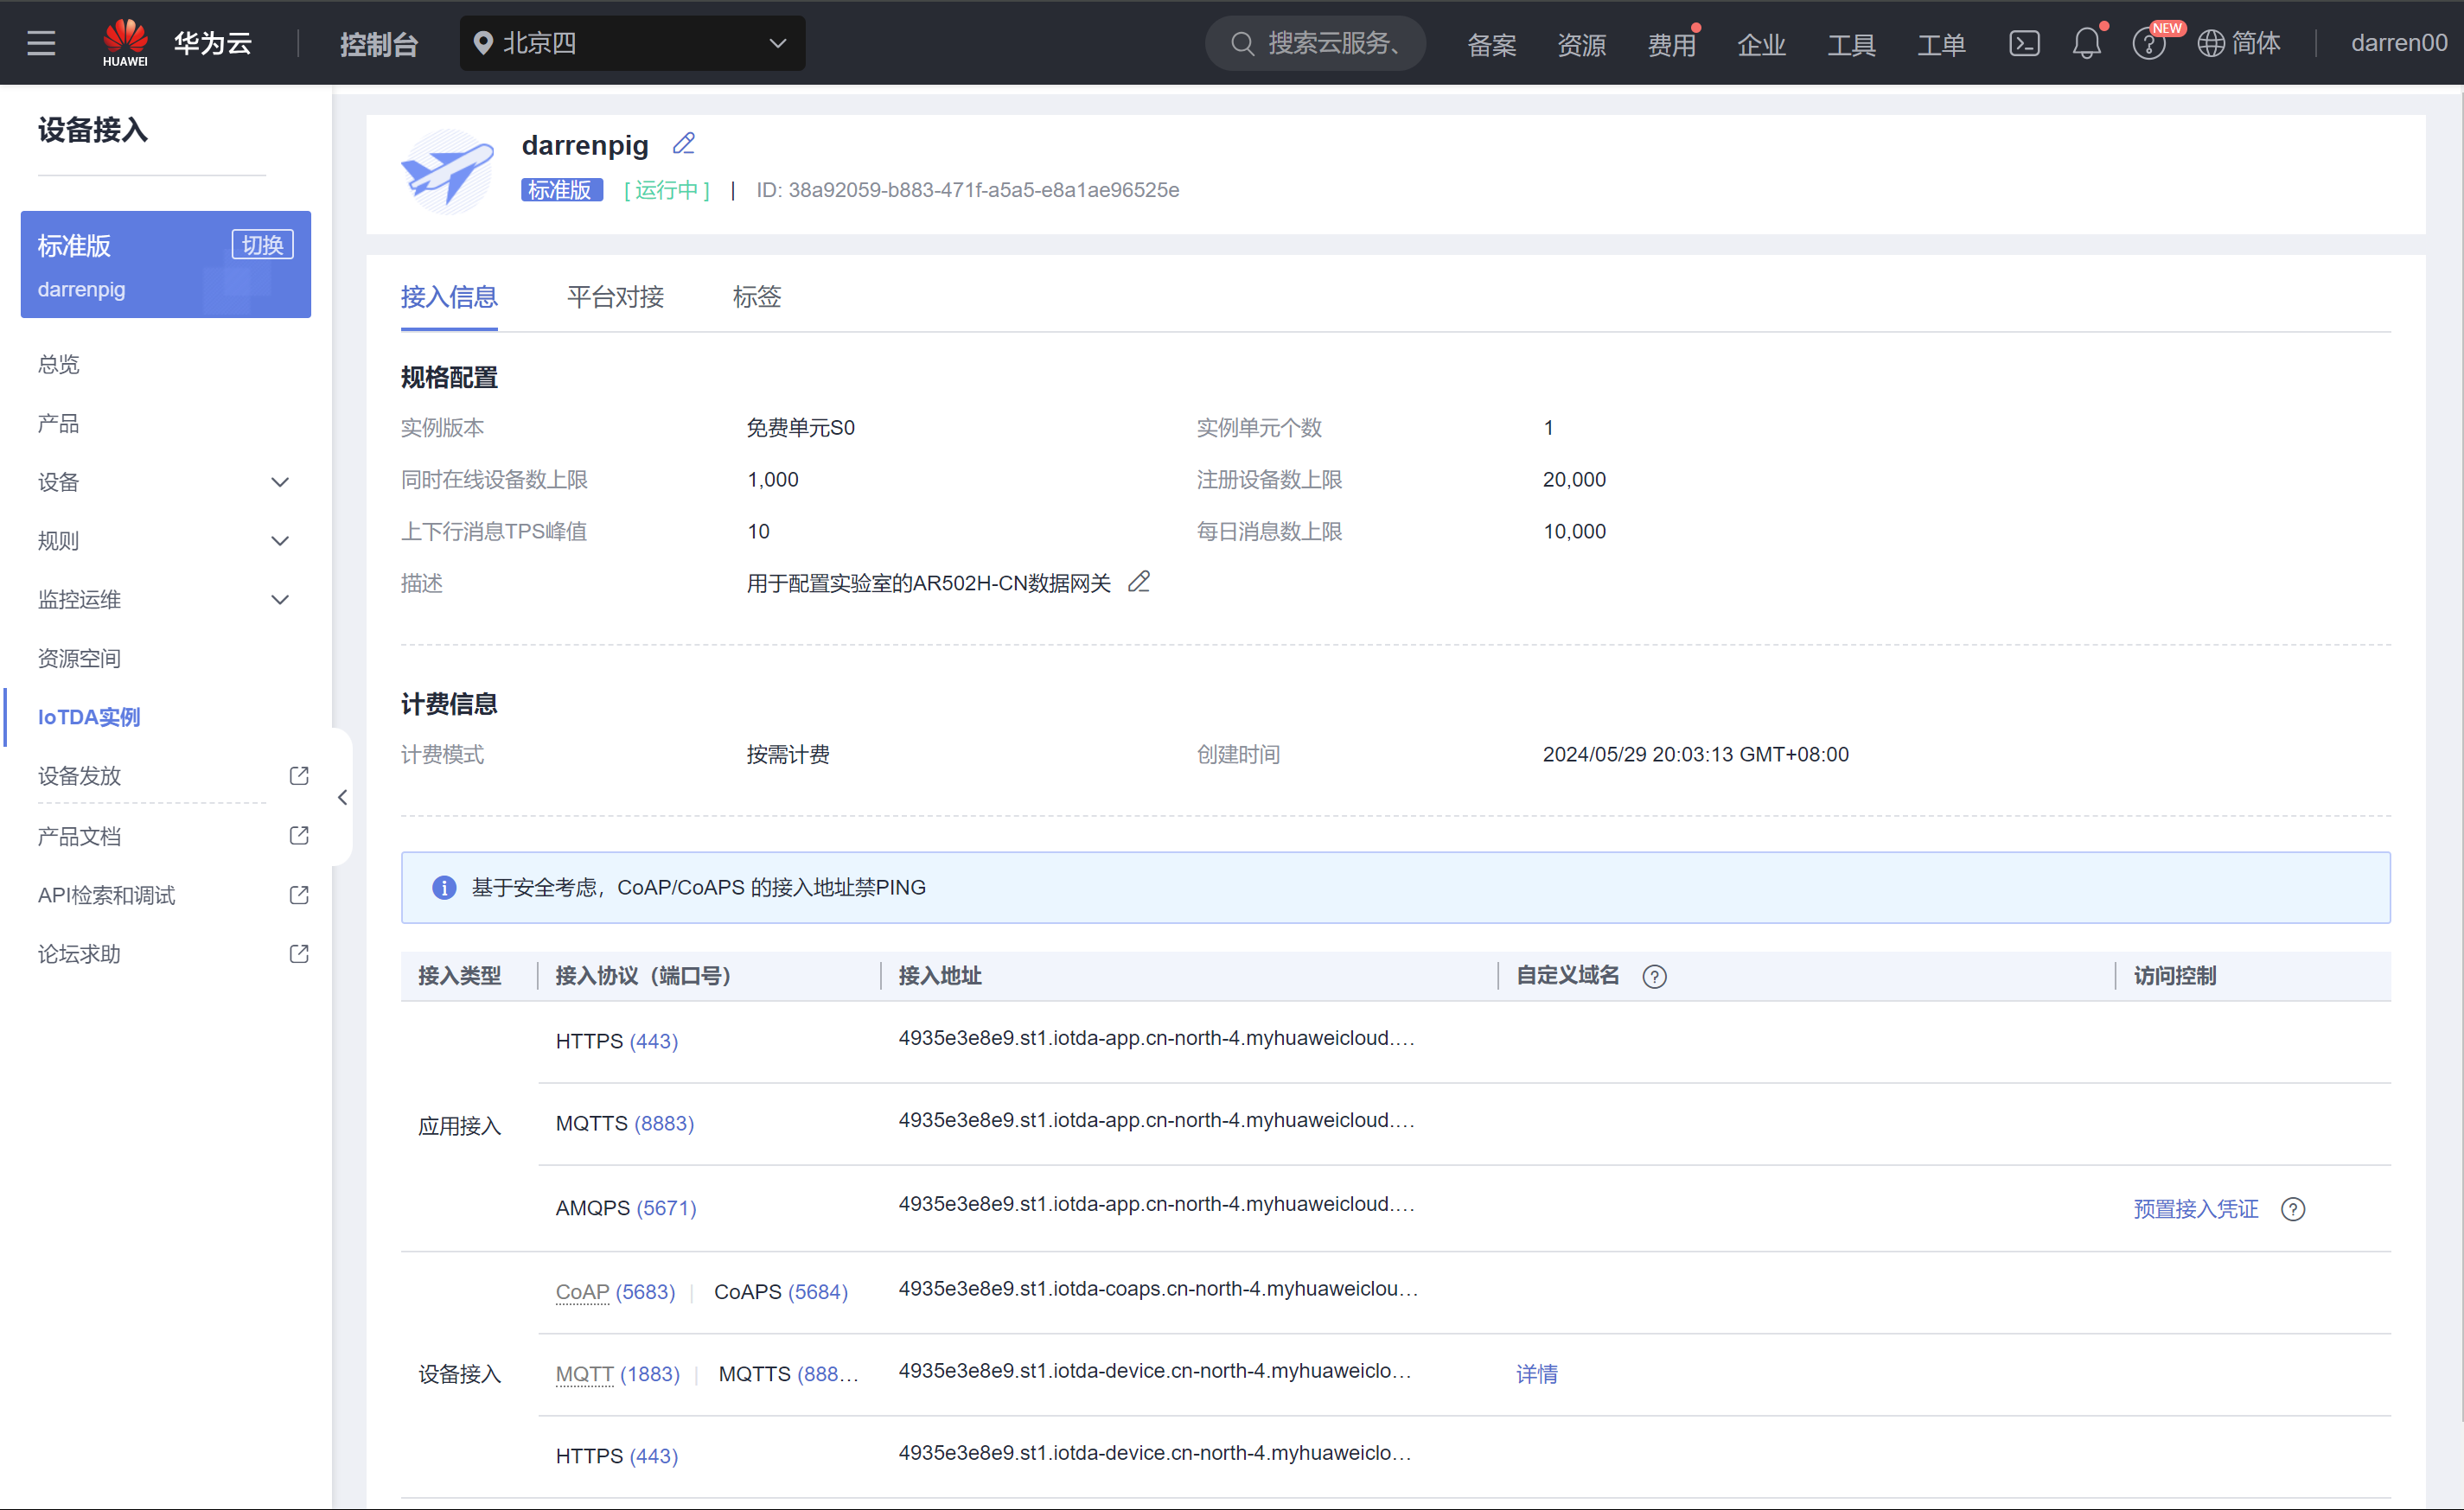 HUAWEI
华为云
控制台
北京四
搜索云服务、
备案
资源
费用
企业
工具
工单
NEW
简体
darren00
设备接入
标准版
切换
darrenpig
总览
产品
设备
规则
监控运维
资源空间
IoTDA实例
设备发放
产品文档
API检索和调试
论坛求助
darrenpig
标准版 [ 运行中 ] | ID: 38a92059-b883-471f-a5a5-e8a1ae96525e
接入信息 平台对接 标签
规格配置
实例版本 免费单元S0 实例单元个数 1
同时在线设备数上限 1,000 注册设备数上限 20,000
上下行消息TPS峰值 10 每日消息数上限 10,000
描述 用于配置实验室的AR502H-CN数据网关
计费信息
计费模式 按需计费 创建时间 2024/05/29 20:03:13 GMT+08:00
基于安全考虑，CoAP/CoAPS 的接入地址禁PING
接入类型 接入协议（端口号） 接入地址 自定义域名 访问控制
HTTPS (443) 4935e3e8e9.st1.iotda-app.cn-north-4.myhuaweicloud....
应用接入 MQTTS (8883) 4935e3e8e9.st1.iotda-app.cn-north-4.myhuaweicloud....
AMQPS (5671) 4935e3e8e9.st1.iotda-app.cn-north-4.myhuaweicloud.... 预置接入凭证
CoAP (5683) | CoAPS (5684) 4935e3e8e9.st1.iotda-coaps.cn-north-4.myhuaweiclou...
设备接入 MQTT (1883) | MQTTS (888... 4935e3e8e9.st1.iotda-device.cn-north-4.myhuaweiclo... 详情
HTTPS (443) 4935e3e8e9.st1.iotda-device.cn-north-4.myhuaweiclo...